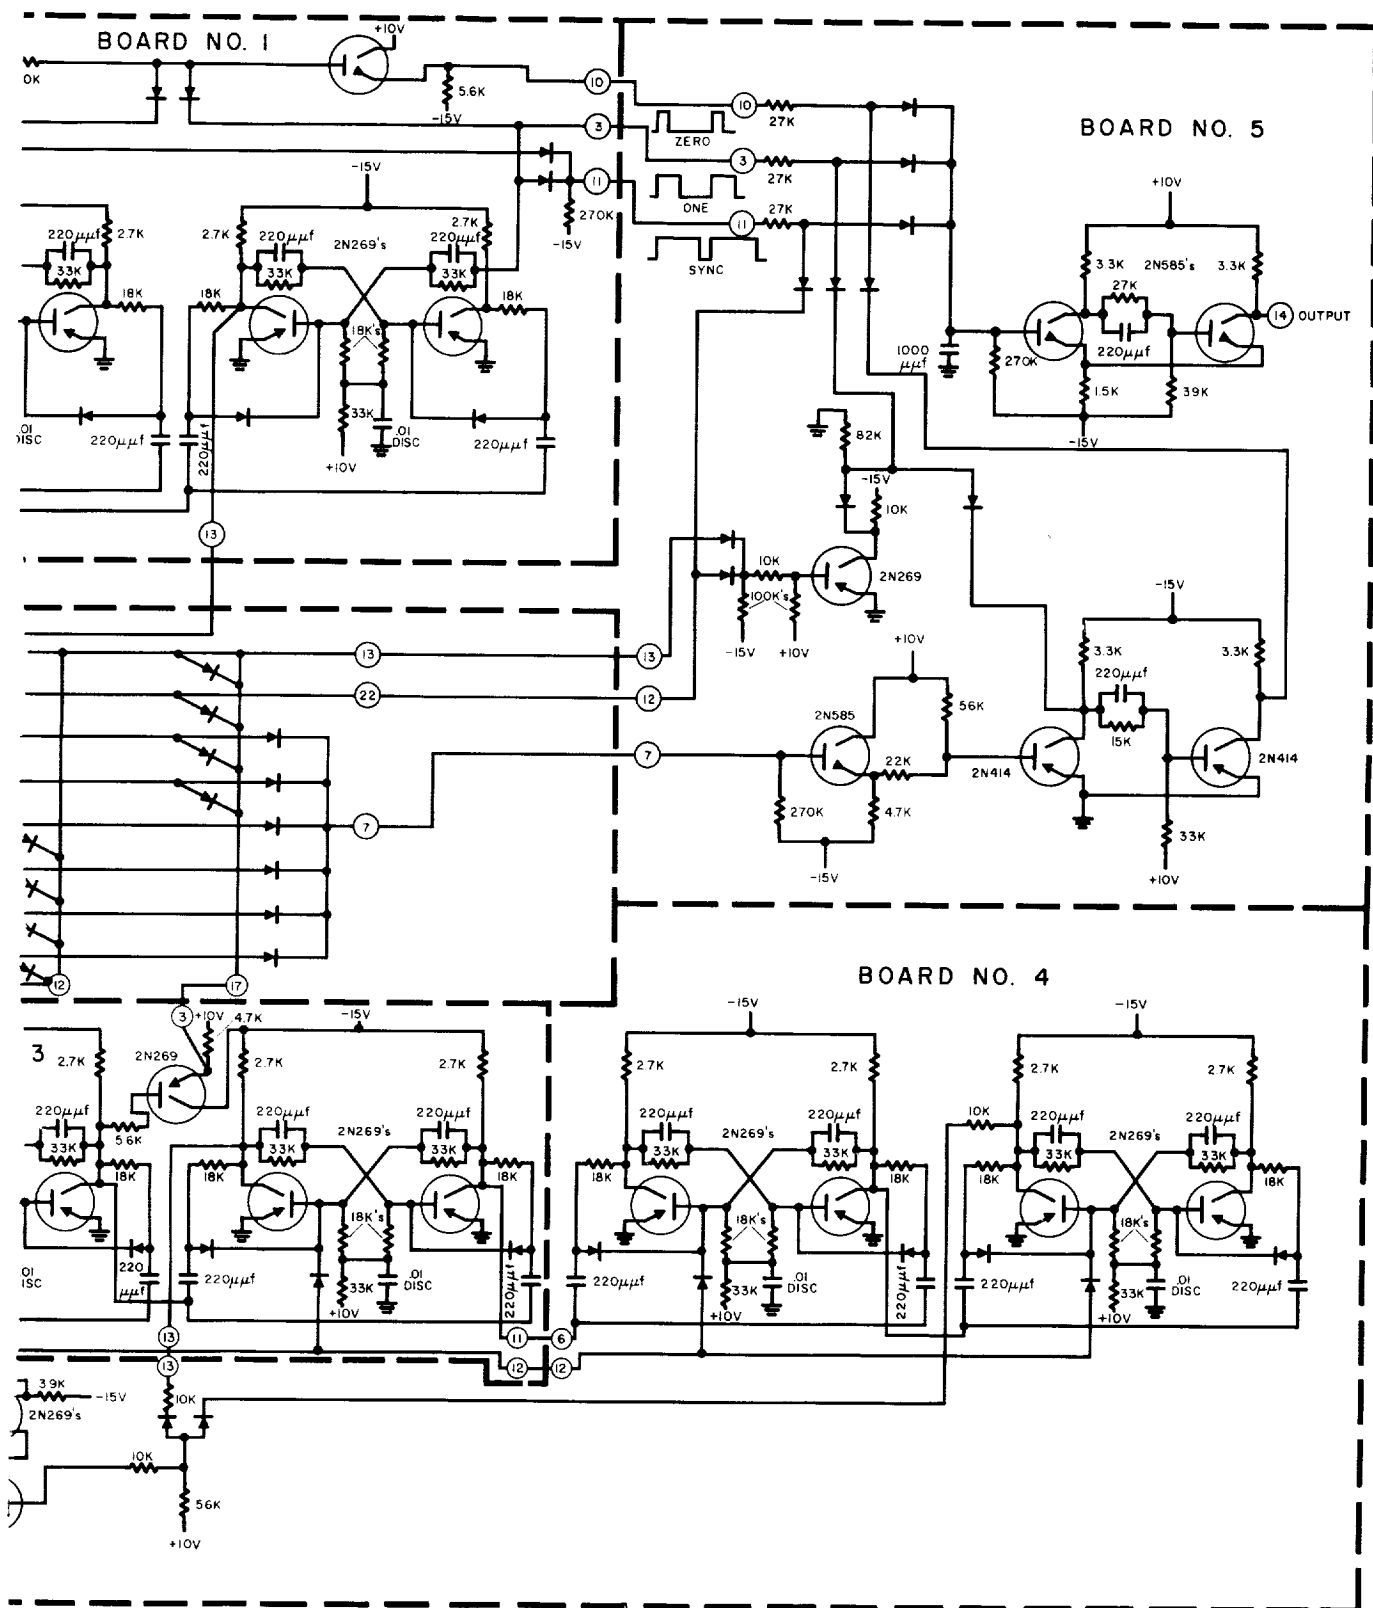 BOARD NO. 1
+10V
0K
5.6K
-15V
10
3
11
270K
-15V
10
27K
ZERO
3
27K
ONE
11
27K
SYNC
BOARD NO. 5
+10V
3.3K
2N585's
3.3K
27K
220μμf
14 OUTPUT
1000
μμf
270K
1.5K
39K
-15V
-15V
220μμf
2.7K
33K
18K
2.7K
220μμf
2N269's
220μμf
2.7K
33K
33K
18K
18K
18K's
33K
.01
DISC
+10V
.01
DISC
220μμf
220μμf
220μμf
13
82K
-15V
10K
2N269
10K
100K's
-15V
+10V
13
22
7
13
12
7
12
17
+10V
2N585
56K
22K
270K
4.7K
-15V
-15V
3.3K
3.3K
220μμf
15K
2N414
2N414
33K
+10V
BOARD NO. 4
3
2.7K
2N269
3
+10V
4.7K
-15V
2.7K
2.7K
220μμf
33K
5.6K
18K
220μμf
33K
2N269's
220μμf
33K
18K
18K
18K's
33K
+10V
.01
DISC
01
ISC
220
μμf
220μμf
220μμf
13
11
6
12
12
-15V
2.7K
2.7K
220μμf
33K
2N269's
220μμf
33K
18K
18K
18K's
33K
+10V
.01
DISC
220μμf
220μμf
-15V
2.7K
2.7K
10K
220μμf
33K
2N269's
220μμf
33K
18K
18K
18K's
33K
+10V
.01
DISC
220μμf
220μμf
13
3.9K
-15V
2N269's
10K
10K
56K
+10V